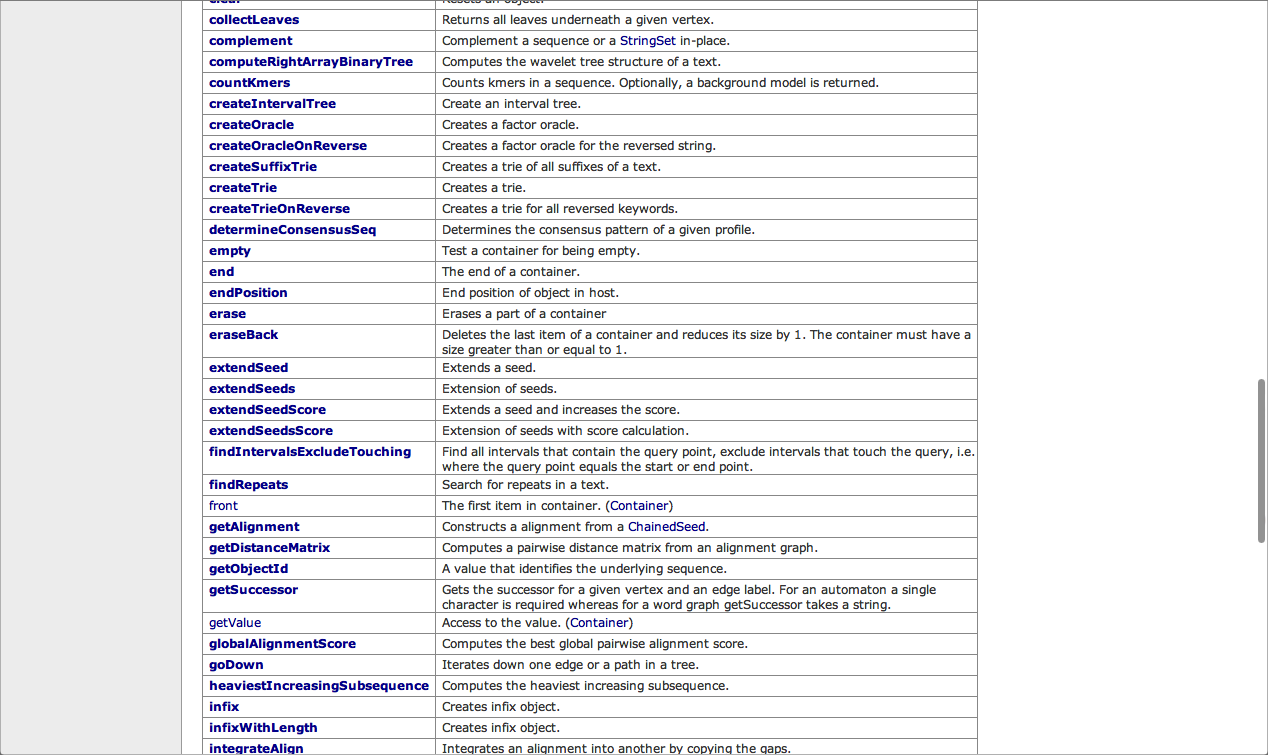 clear Resets an object.
collectLeaves Returns all leaves underneath a given vertex.
complement Complement a sequence or a StringSet in-place.
computeRightArrayBinaryTree Computes the wavelet tree structure of a text.
countKmers Counts kmers in a sequence. Optionally, a background model is returned.
createIntervalTree Create an interval tree.
createOracle Creates a factor oracle.
createOracleOnReverse Creates a factor oracle for the reversed string.
createSuffixTrie Creates a trie of all suffixes of a text.
createTrie Creates a trie.
createTrieOnReverse Creates a trie for all reversed keywords.
determineConsensusSeq Determines the consensus pattern of a given profile.
empty Test a container for being empty.
end The end of a container.
endPosition End position of object in host.
erase Erases a part of a container
eraseBack Deletes the last item of a container and reduces its size by 1. The container must have a
size greater than or equal to 1.
extendSeed Extends a seed.
extendSeeds Extension of seeds.
extendSeedScore Extends a seed and increases the score.
extendSeedsScore Extension of seeds with score calculation.
findIntervalsExcludeTouching Find all intervals that contain the query point, exclude intervals that touch the query, i.e.
where the query point equals the start or end point.
findRepeats Search for repeats in a text.
front The first item in container. (Container)
getAlignment Constructs a alignment from a ChainedSeed.
getDistanceMatrix Computes a pairwise distance matrix from an alignment graph.
getObjectId A value that identifies the underlying sequence.
getSuccessor Gets the successor for a given vertex and an edge label. For an automaton a single
character is required whereas for a word graph getSuccessor takes a string.
getValue Access to the value. (Container)
globalAlignmentScore Computes the best global pairwise alignment score.
goDown Iterates down one edge or a path in a tree.
heaviestIncreasingSubsequence Computes the heaviest increasing subsequence.
infix Creates infix object.
infixWithLength Creates infix object.
integrateAlign Integrates an alignment into another by copying the gaps.